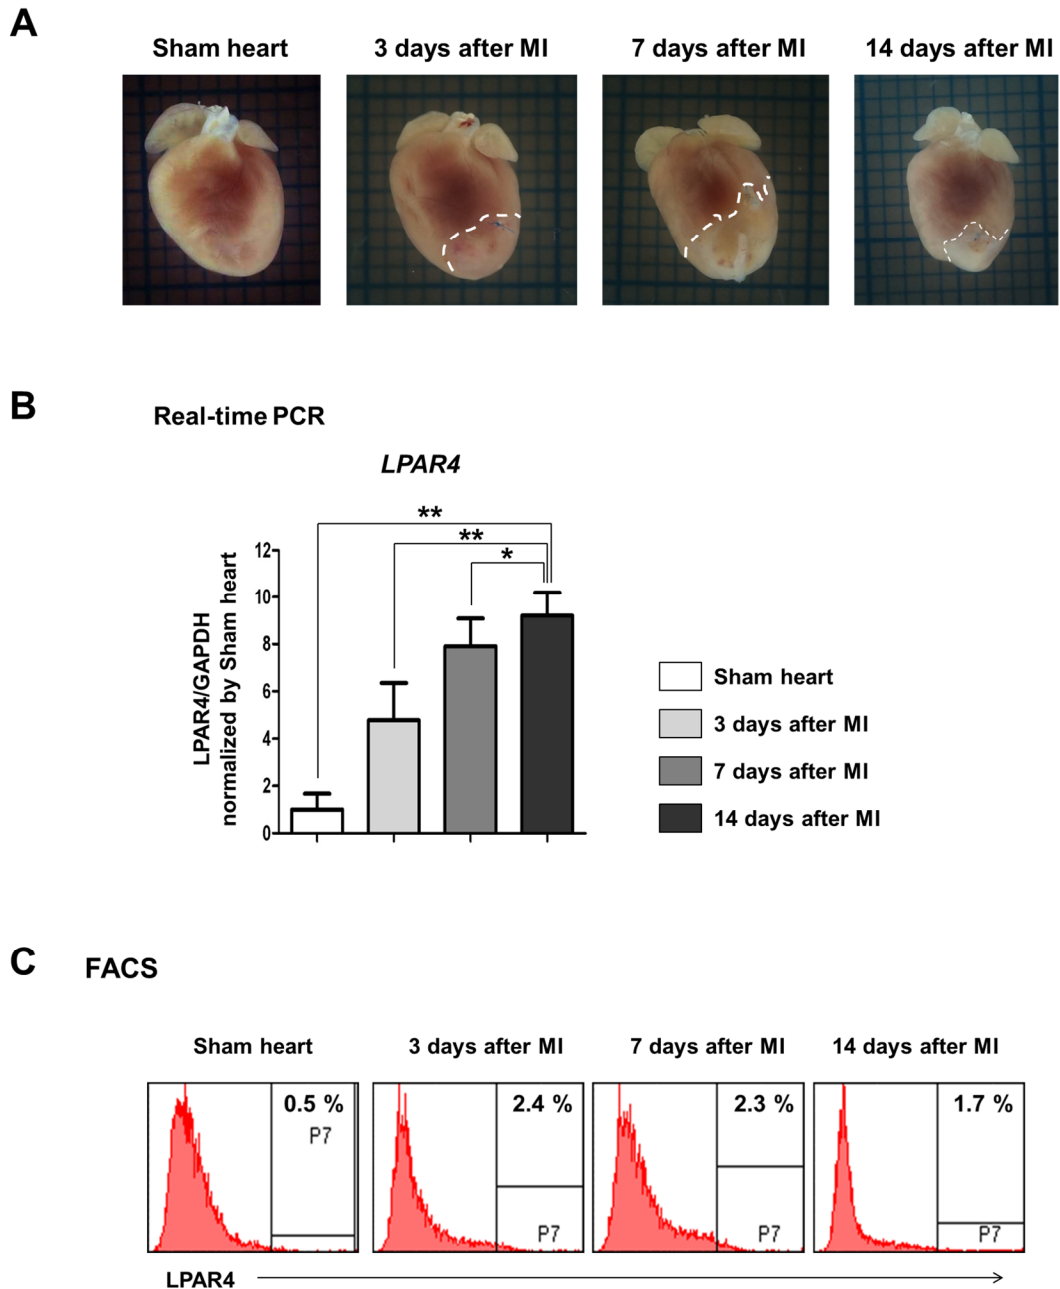 A
Sham heart 3 days after MI 7 days after MI 14 days after MI
B
Real-time PCR
LPAR4
**
**
*
LPAR4/GAPDH
normalized by Sham heart
12
10
8
6
4
2
0
Sham heart
3 days after MI
7 days after MI
14 days after MI
C
FACS
Sham heart 3 days after MI 7 days after MI 14 days after MI
0.5 % 2.4 % 2.3 % 1.7 %
P7
P7 P7 P7
LPAR4